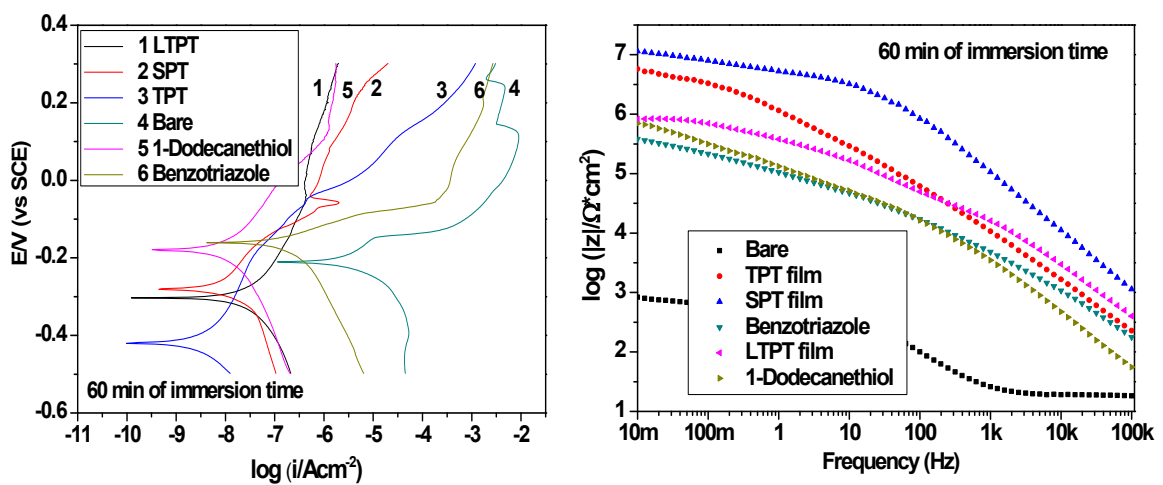 0.4
0.2
0.0
-0.2
-0.4
-0.6
E/V (vs SCE)
1 LTPT
2 SPT
3 TPT
4 Bare
5 1-Dodecanethiol
6 Benzotriazole
1
5
2
3
6
4
60 min of immersion time
-11 -10 -9 -8 -7 -6 -5 -4 -3 -2
log (i/Acm-2)
7
6
5
4
3
2
1
log (|z|/Ω*cm²)
60 min of immersion time
Bare
TPT film
SPT film
Benzotriazole
LTPT film
1-Dodecanethiol
10m 100m 1 10 100 1k 10k 100k
Frequency (Hz)